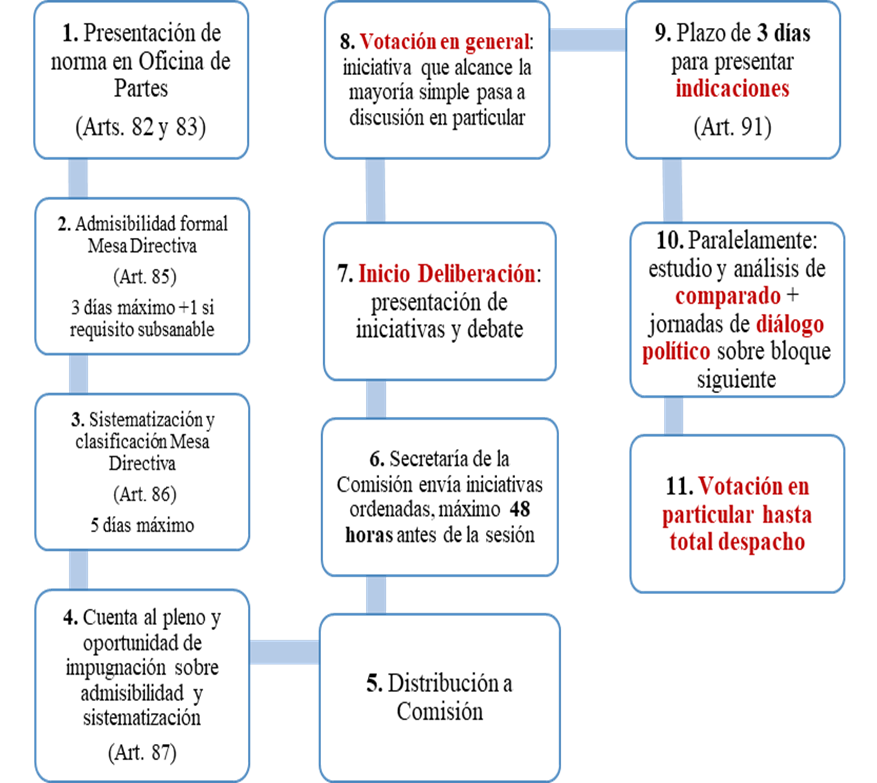 1. Presentación de
norma en Oficina de
Partes
(Arts. 82 y 83)
2. Admisibilidad formal
Mesa Directiva
(Art. 85)
3 días máximo +1 si
requisito subsanable
3. Sistematización y
clasificación Mesa
Directiva
(Art. 86)
5 días máximo
4. Cuenta al pleno y
oportunidad de
impugnación sobre
admisibilidad y
sistematización
(Art. 87)
5. Distribución a
Comisión
6. Secretaría de la
Comisión envía iniciativas
ordenadas, máximo 48
horas antes de la sesión
7. Inicio Deliberación:
presentación de
iniciativas y debate
8. Votación en general:
iniciativa que alcance la
mayoría simple pasa a
discusión en particular
9. Plazo de 3 días
para presentar
indicaciones
(Art. 91)
10. Paralelamente:
estudio y análisis de
comparado +
jornadas de diálogo
político sobre bloque
siguiente
11. Votación en
particular hasta
total despacho